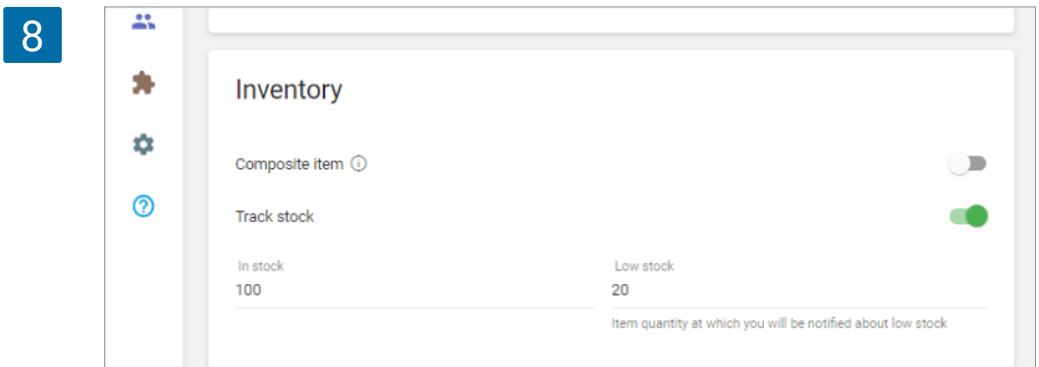 8
Inventory
Composite item
Track stock
In stock
Low stock
100
20
Item quantity at which you will be notified about low stock